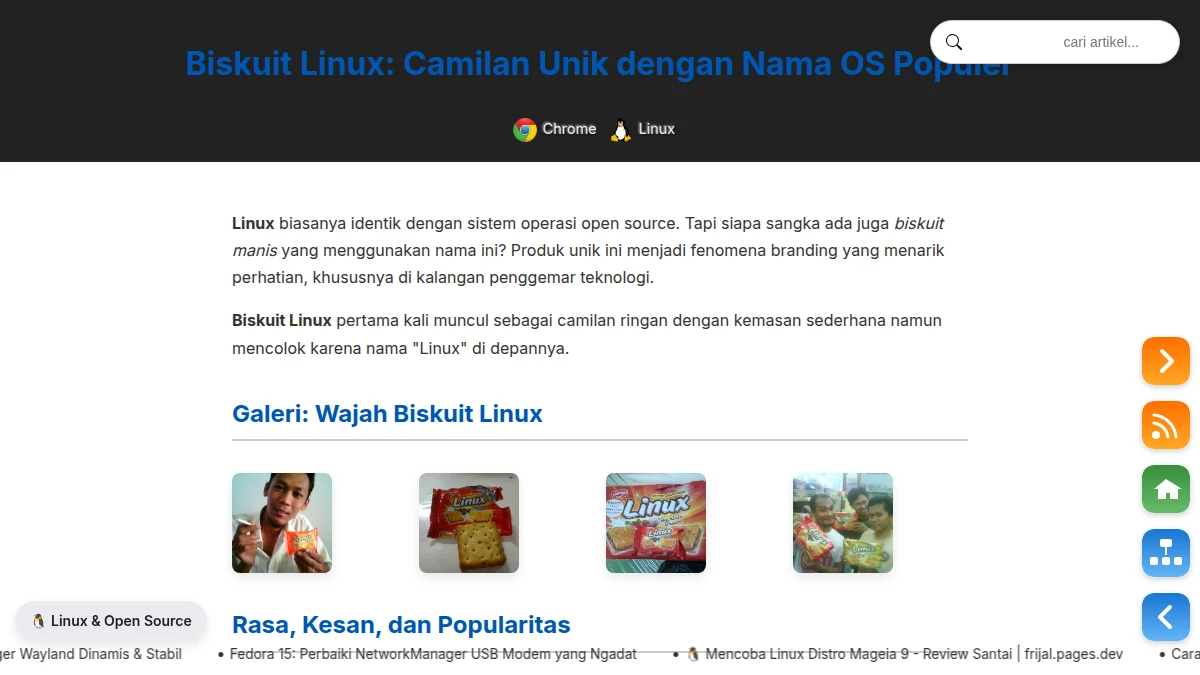 Biskuit Linux: Camilan Unik dengan Nama OS Populer
cari artikel...
Chrome
Linux
Linux biasanya identik dengan sistem operasi open source. Tapi siapa sangka ada juga biskuit
manis yang menggunakan nama ini? Produk unik ini menjadi fenomena branding yang menarik
perhatian, khususnya di kalangan penggemar teknologi.
Biskuit Linux pertama kali muncul sebagai camilan ringan dengan kemasan sederhana namun
mencolok karena nama "Linux" di depannya.
Galeri: Wajah Biskuit Linux
Linux
Linux
Linux
🐧 Linux & Open Source
Rasa, Kesan, dan Popularitas
ger Wayland Dinamis & Stabil
• Fedora 15: Perbaiki NetworkManager USB Modem yang Ngadat
• 🐧 Mencoba Linux Distro Mageia 9 - Review Santai | frijal.pages.dev
• Cara